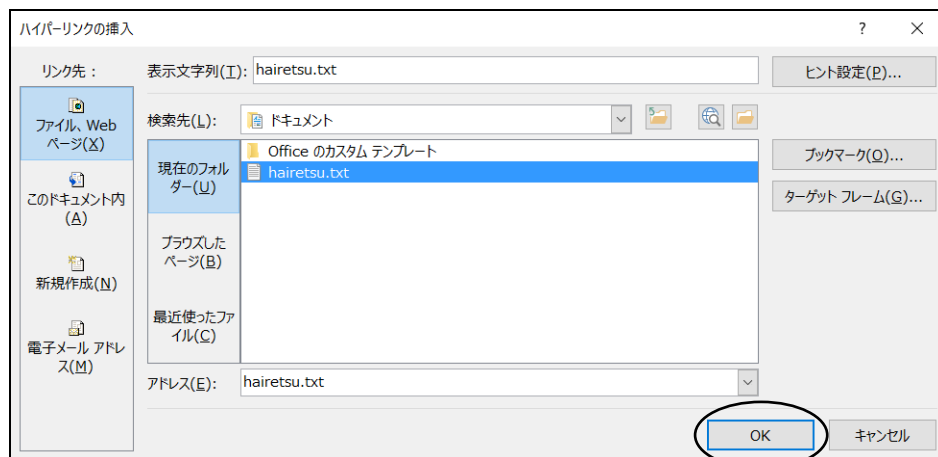 ハイパーリンクの挿入
?
リンク先：
表示文字列(T): hairetsu.txt
ヒント設定(P)...
ファイル、Web
ページ(X)
検索先(L): ドキュメント
このドキュメント内
(A)
新規作成(N)
電子メール アドレ
ス(M)
現在のフォル
ダー(U)
ブラウズした
ページ(B)
最近使ったファ
イル(C)
Office のカスタム テンプレート
hairetsu.txt
ブックマーク(O)...
ターゲット フレーム(G)...
アドレス(E): hairetsu.txt
OK
キャンセル